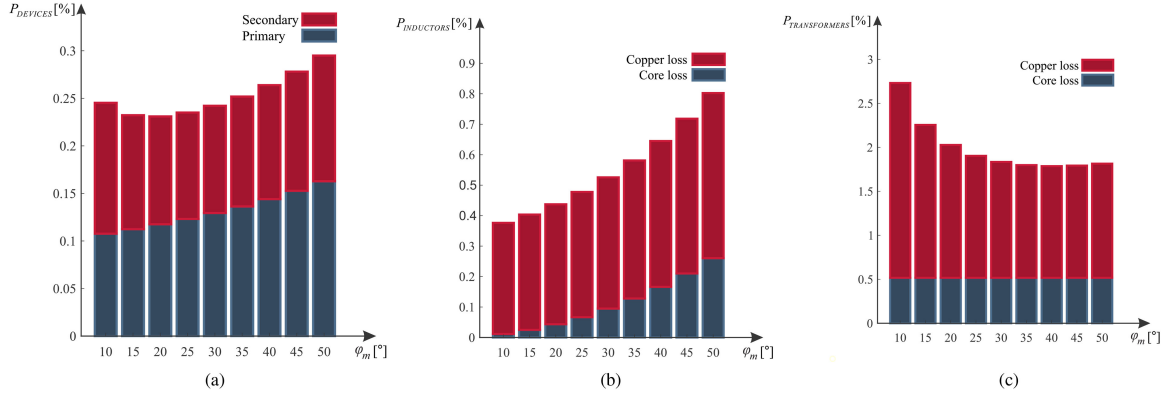 P_DEVICES [%]
Secondary
Primary
0.3
0.25
0.2
0.15
0.1
0.05
0
10 15 20 25 30 35 40 45 50 φ_m [°]
(a)
P_INDUCTORS [%]
Copper loss
Core loss
0.9
0.8
0.7
0.6
0.5
0.4
0.3
0.2
0.1
0
10 15 20 25 30 35 40 45 50 φ_m [°]
(b)
P_TRANSFORMERS [%]
Copper loss
Core loss
3
2.5
2
1.5
1
0.5
0
10 15 20 25 30 35 40 45 50 φ_m [°]
(c)